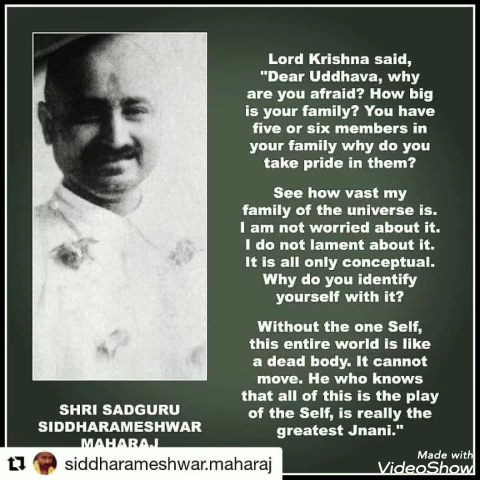 Lord Krishna said,
"Dear Uddhava, why
are you afraid? How big
is your family? You have
five or six members in
your family why do you
take pride in them?
See how vast my
family of the universe is.
I am not worried about it.
I do not lament about it.
It is all only conceptual.
Why do you identify
yourself with it?
Without the one Self,
this entire world is like
a dead body. It cannot
move. He who knows
that all of this is the play
of the Self, is really the
greatest Jnani."
SHRI SADGURU
SIDDHARAMESHWAR
MAHARAJ
siddharameshwar.maharaj
Made with
VideoShow